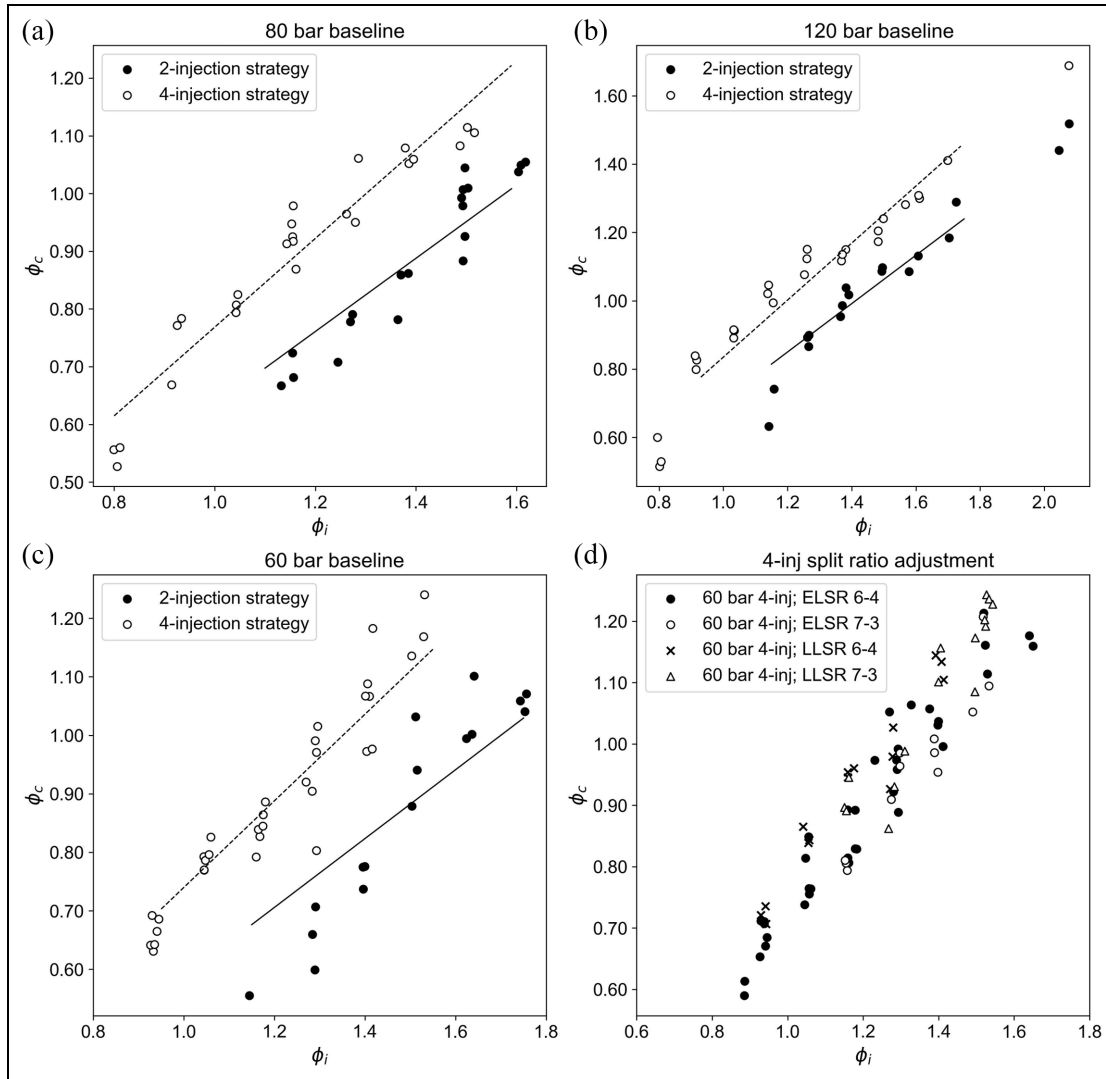 (a)
80 bar baseline
2-injection strategy
4-injection strategy
1.20
1.10
1.00
0.90
0.80
0.70
0.60
0.50
ϕc
0.8 1.0 1.2 1.4 1.6
ϕi
(b)
120 bar baseline
2-injection strategy
4-injection strategy
1.60
1.40
1.20
1.00
0.80
0.60
ϕc
0.8 1.0 1.2 1.4 1.6 1.8 2.0
ϕi
(c)
60 bar baseline
2-injection strategy
4-injection strategy
1.20
1.10
1.00
0.90
0.80
0.70
0.60
ϕc
0.8 1.0 1.2 1.4 1.6 1.8
ϕi
(d)
4-inj split ratio adjustment
60 bar 4-inj; ELSR 6-4
60 bar 4-inj; ELSR 7-3
60 bar 4-inj; LLSR 6-4
60 bar 4-inj; LLSR 7-3
1.20
1.10
1.00
0.90
0.80
0.70
0.60
0.6 0.8 1.0 1.2 1.4 1.6 1.8
ϕi